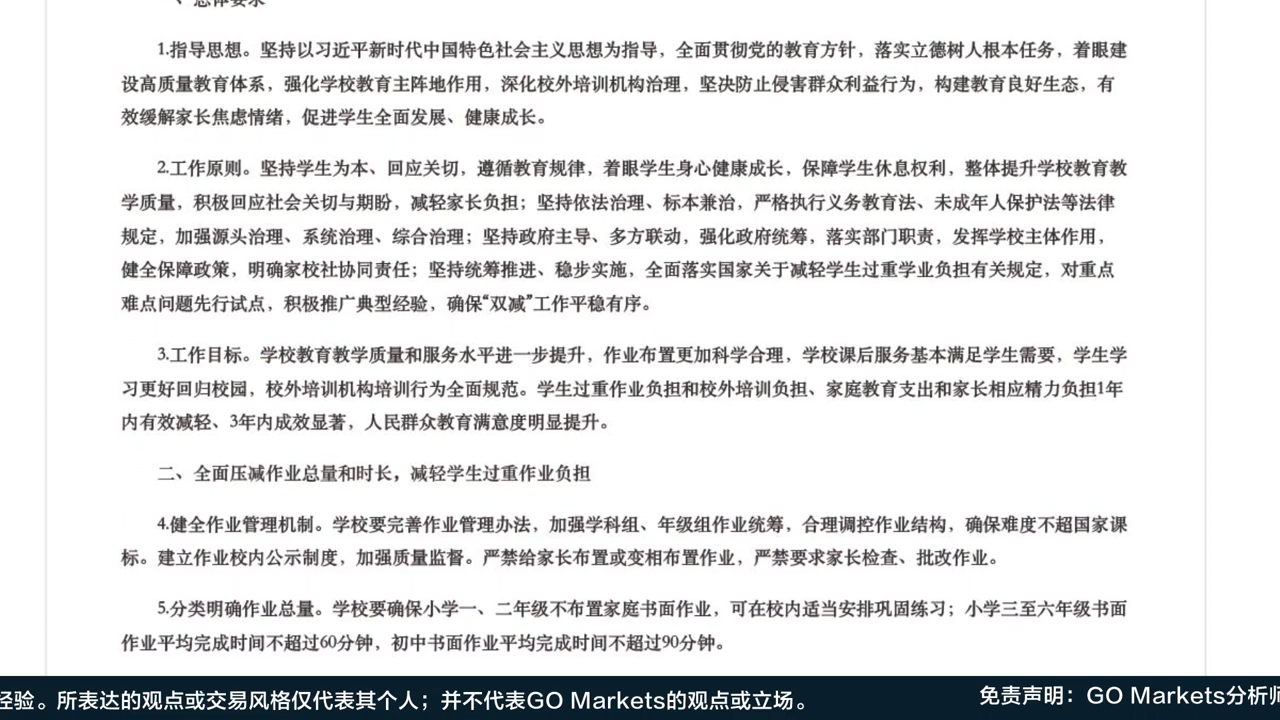 一、总体要求
1.指导思想。坚持以习近平新时代中国特色社会主义思想为指导，全面贯彻党的教育方针，落实立德树人根本任务，着眼建
设高质量教育体系，强化学校教育主阵地作用，深化校外培训机构治理，坚决防止侵害群众利益行为，构建教育良好生态，有
效缓解家长焦虑情绪，促进学生全面发展、健康成长。
2.工作原则。坚持学生为本、回应关切，遵循教育规律，着眼学生身心健康成长，保障学生休息权利，整体提升学校教育教
学质量，积极回应社会关切与期盼，减轻家长负担；坚持依法治理、标本兼治，严格执行义务教育法、未成年人保护法等法律
规定，加强源头治理、系统治理、综合治理；坚持政府主导、多方联动，强化政府统筹，落实部门职责，发挥学校主体作用，
健全保障政策，明确家校社协同责任；坚持统筹推进、稳步实施，全面落实国家关于减轻学生过重学业负担有关规定，对重点
难点问题先行试点，积极推广典型经验，确保“双减”工作平稳有序。
3.工作目标。学校教育教学质量和服务水平进一步提升，作业布置更加科学合理，学校课后服务基本满足学生需要，学生学
习更好回归校园，校外培训机构培训行为全面规范。学生过重作业负担和校外培训负担、家庭教育支出和家长相应精力负担1年
内有效减轻、3年内成效显著，人民群众教育满意度明显提升。
二、全面压减作业总量和时长，减轻学生过重作业负担
4.健全作业管理机制。学校要完善作业管理办法，加强学科组、年级组作业统筹，合理调控作业结构，确保难度不超国家课
标。建立作业校内公示制度，加强质量监督。严禁给家长布置或变相布置作业，严禁要求家长检查、批改作业。
5.分类明确作业总量。学校要确保小学一、二年级不布置家庭书面作业，可在校内适当安排巩固练习；小学三至六年级书面
作业平均完成时间不超过60分钟，初中书面作业平均完成时间不超过90分钟。
经验。所表达的观点或交易风格仅代表其个人；并不代表GO Markets的观点或立场。 免责声明：GO Markets分析师